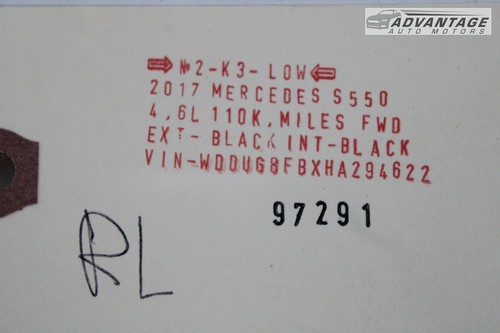 ADVANTAGE
AUTO MOTORS
⇒ №2-K3-LOW ⇐
2017 MERCEDES S550
4,6L 110K.MILES FWD
EXT-BLACK INT-BLACK
VIN-WDDUG8FBXHA294622
97291
RL